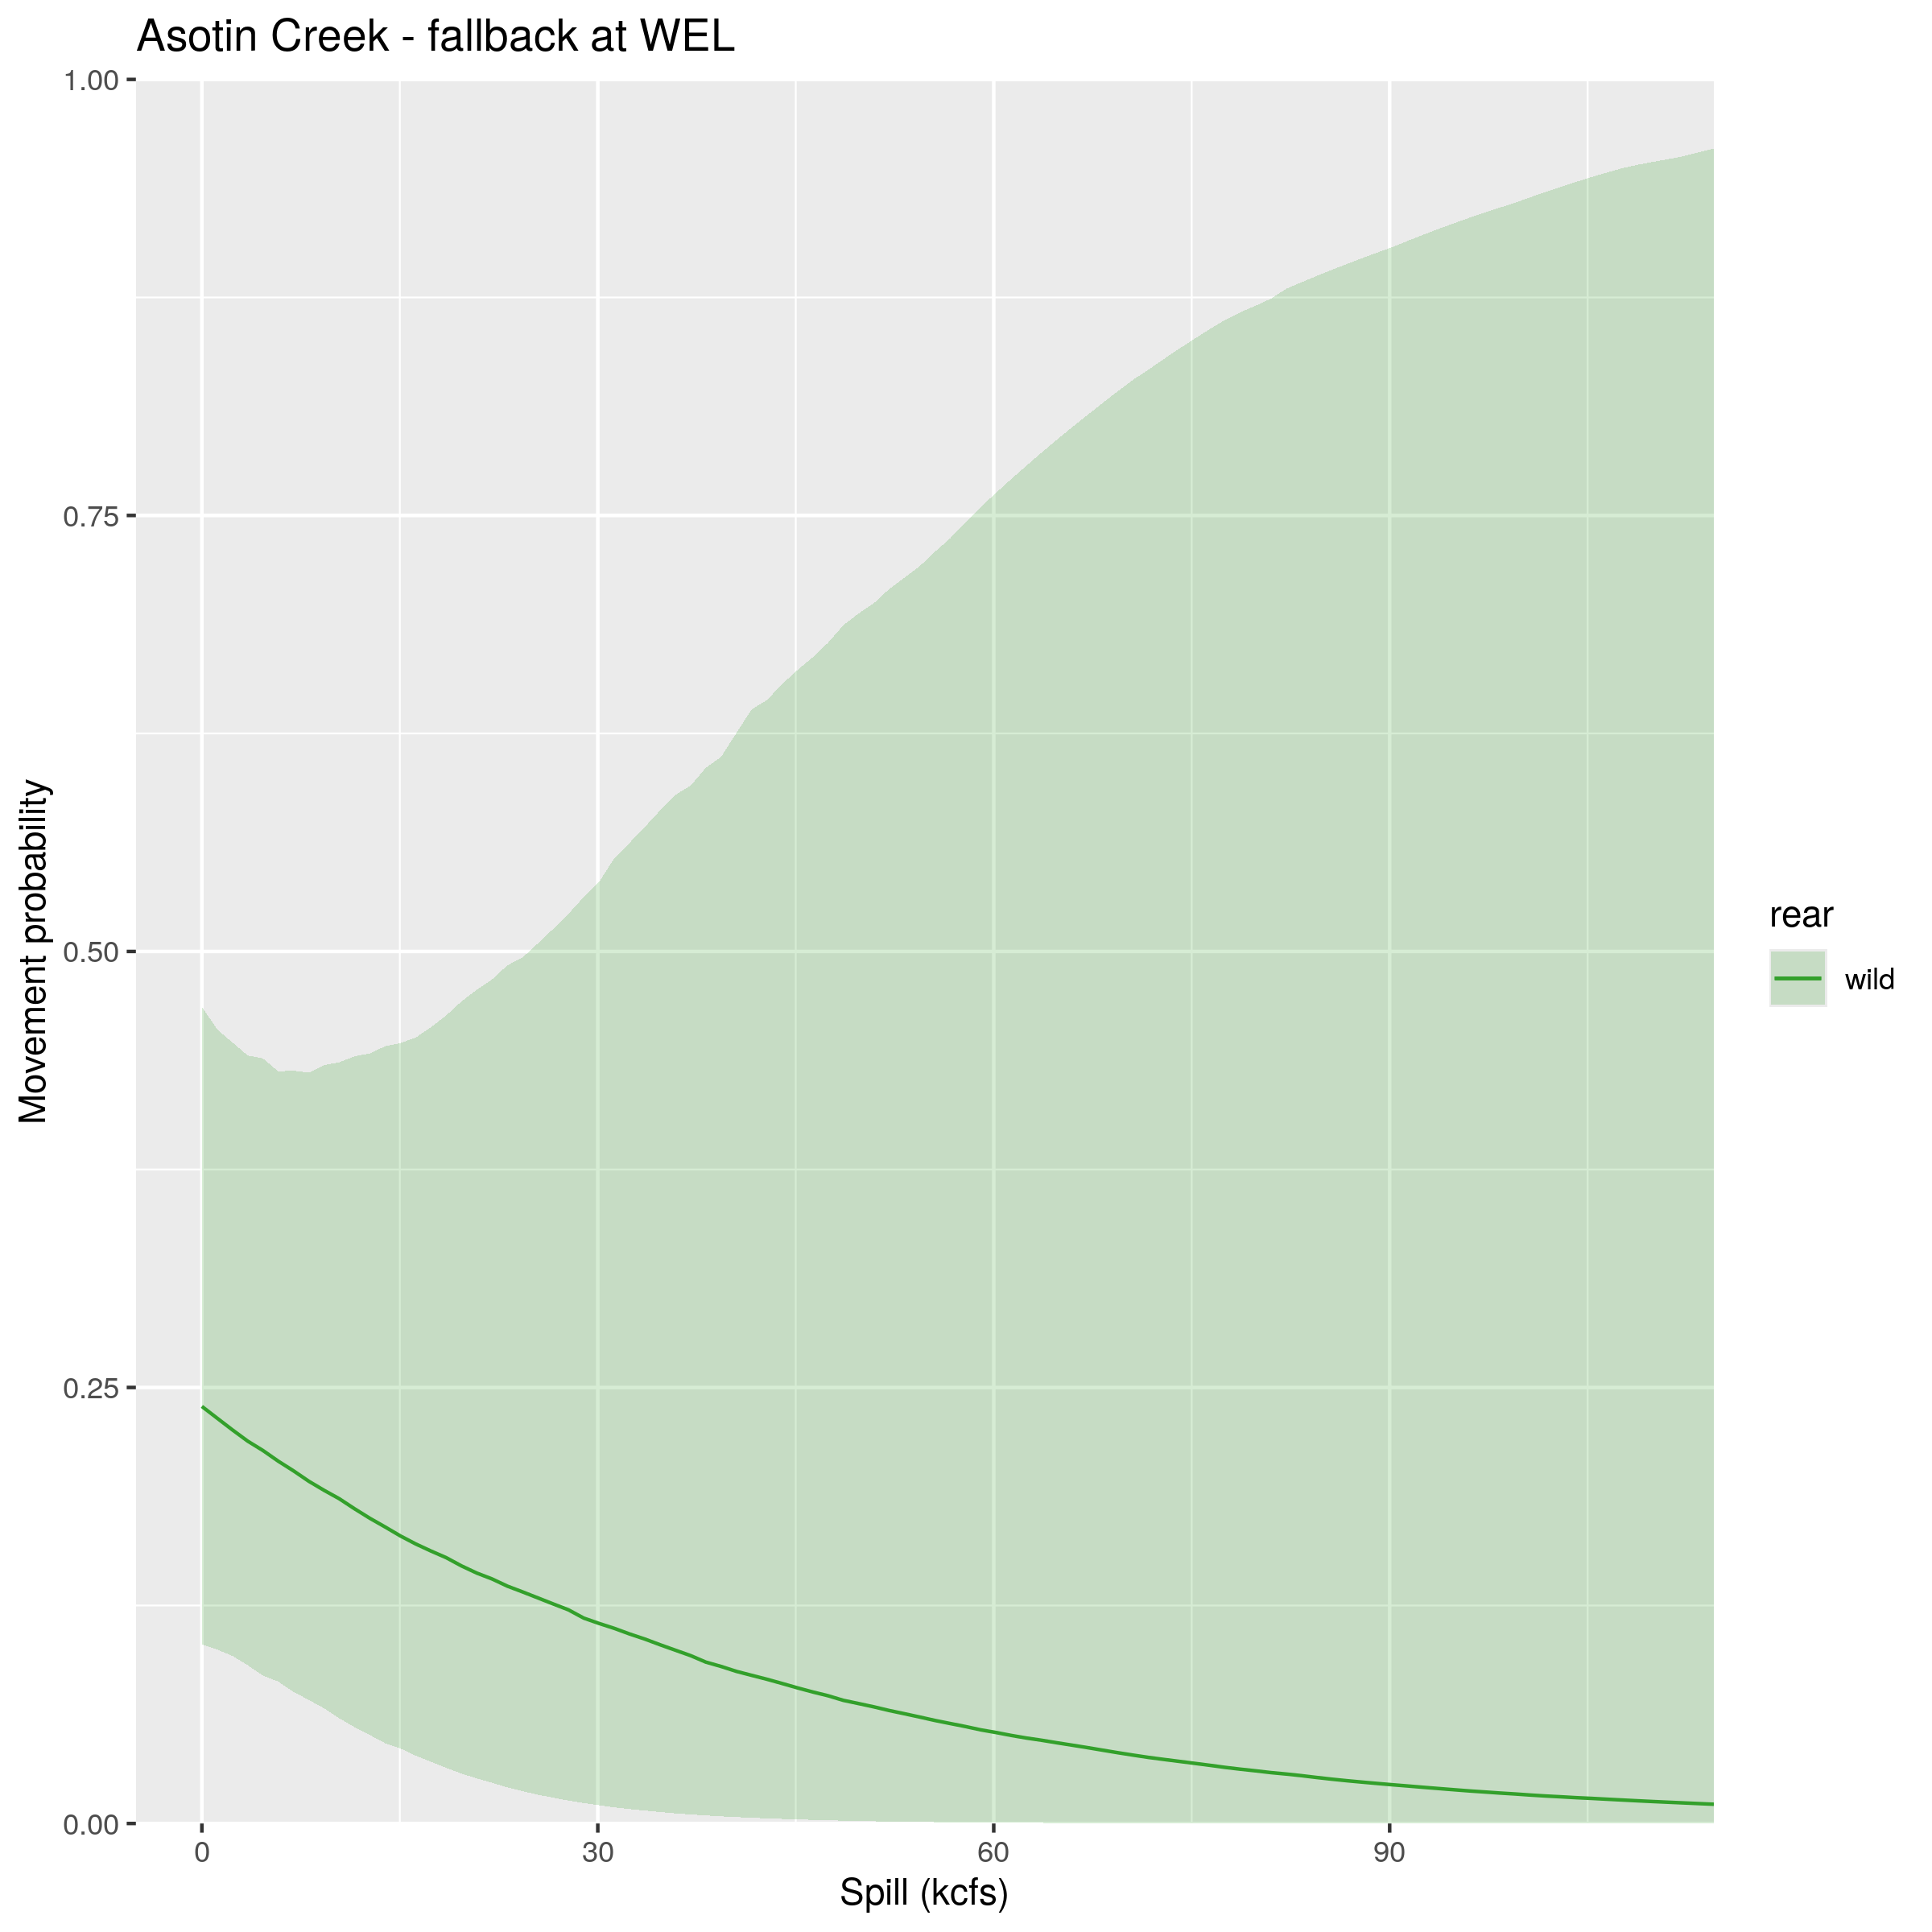 Asotin Creek - fallback at WEL
1.00
0.75
0.50
0.25
0.00
Movement probability
0
30
60
90
Spill (kcfs)
rear
wild